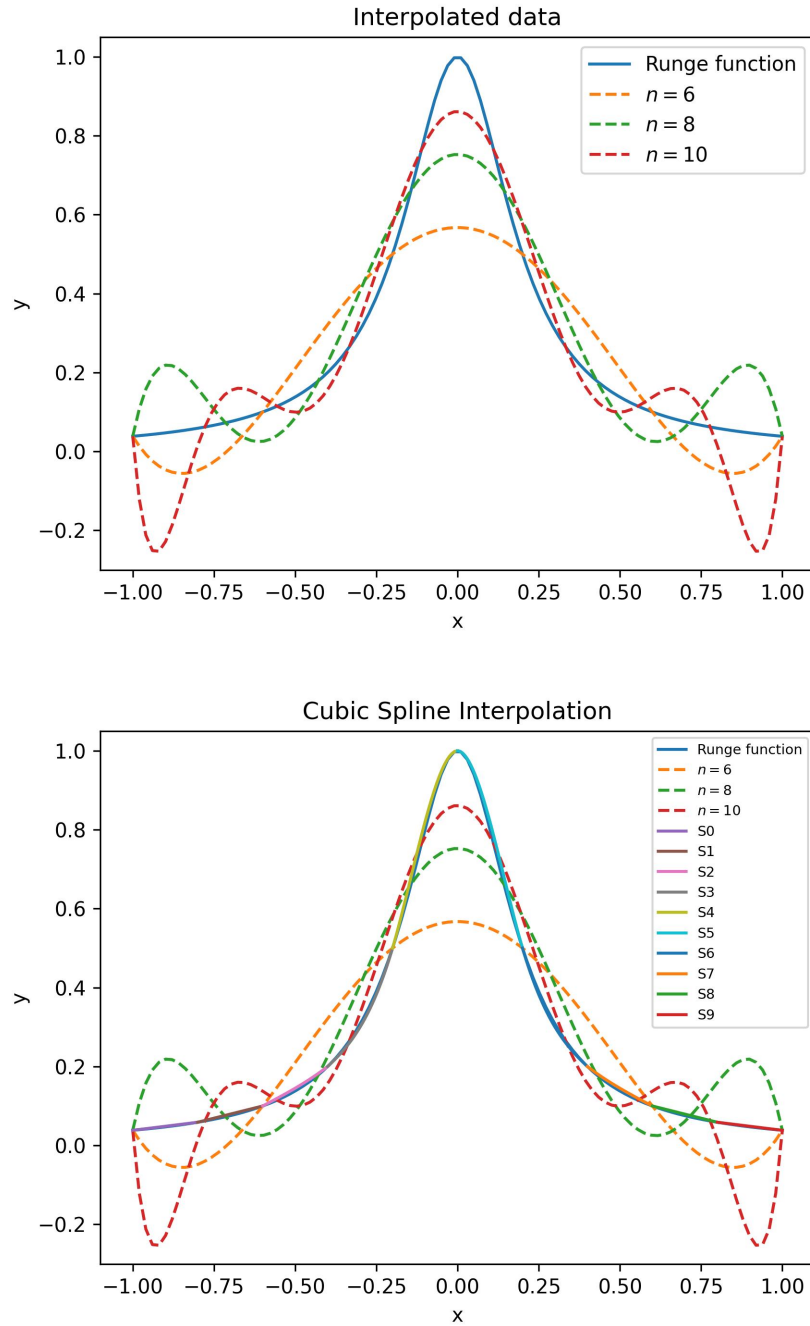 Interpolated data
1.0
0.8
0.6
0.4
0.2
0.0
−0.2
y
Runge function
n = 6
n = 8
n = 10
−1.00 −0.75 −0.50 −0.25 0.00 0.25 0.50 0.75 1.00
x
Cubic Spline Interpolation
1.0
0.8
0.6
0.4
0.2
0.0
−0.2
y
Runge function
n = 6
n = 8
n = 10
S0
S1
S2
S3
S4
S5
S6
S7
S8
S9
−1.00 −0.75 −0.50 −0.25 0.00 0.25 0.50 0.75 1.00
x